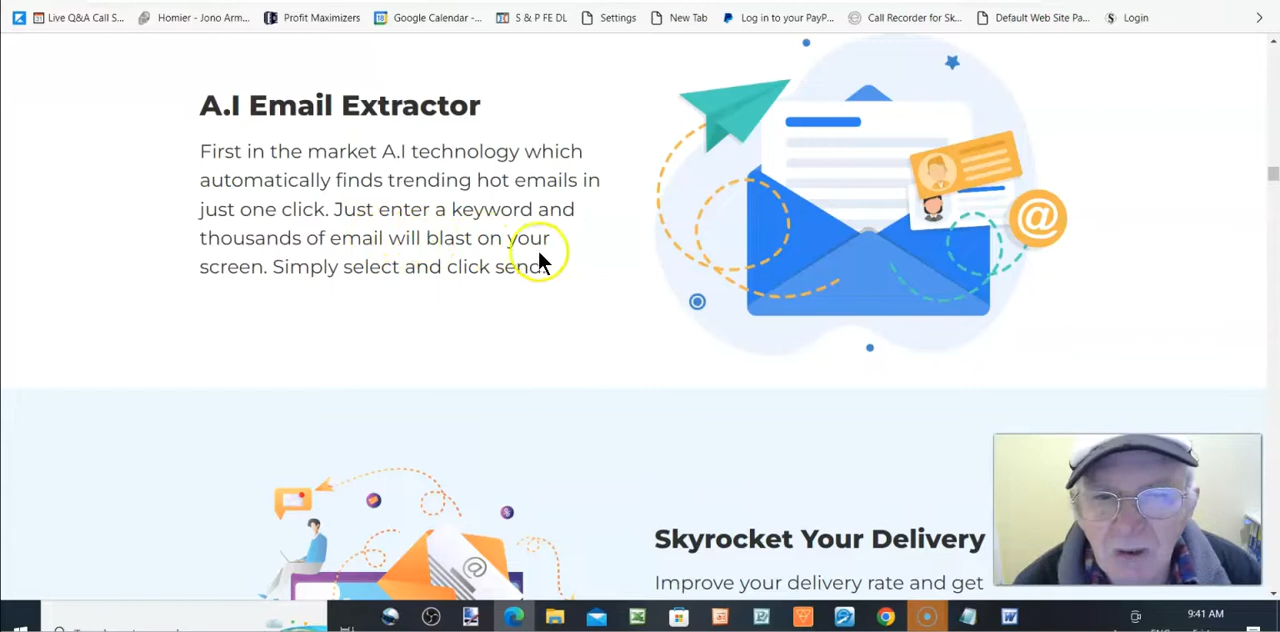 Live Q&A Call S...
Homier - Jono Arm...
Profit Maximizers
Google Calendar -...
S & P FE DL
Settings
New Tab
Log in to your PayP...
Call Recorder for Sk...
Default Web Site Pa...
Login
A.I Email Extractor
First in the market A.I technology which
automatically finds trending hot emails in
just one click. Just enter a keyword and
thousands of email will blast on your
screen. Simply select and click send.
@
@
Skyrocket Your Delivery
Improve your delivery rate and get
9:41 AM